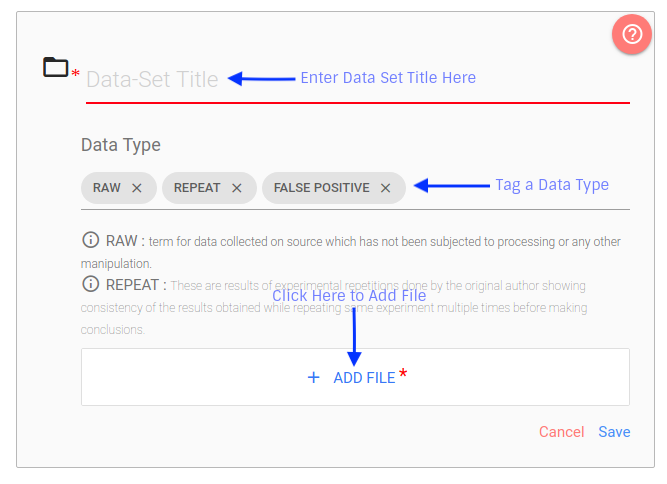 * Data-Set Title Enter Data Set Title Here
Data Type
RAW × REPEAT × FALSE POSITIVE × Tag a Data Type
RAW : term for data collected on source which has not been subjected to processing or any other
manipulation.
REPEAT : These are results of experimental repetitions done by the original author showing
Click Here to Add File
consistency of the results obtained while repeating some experiment multiple times before making
conclusions.
+ ADD FILE *
Cancel Save